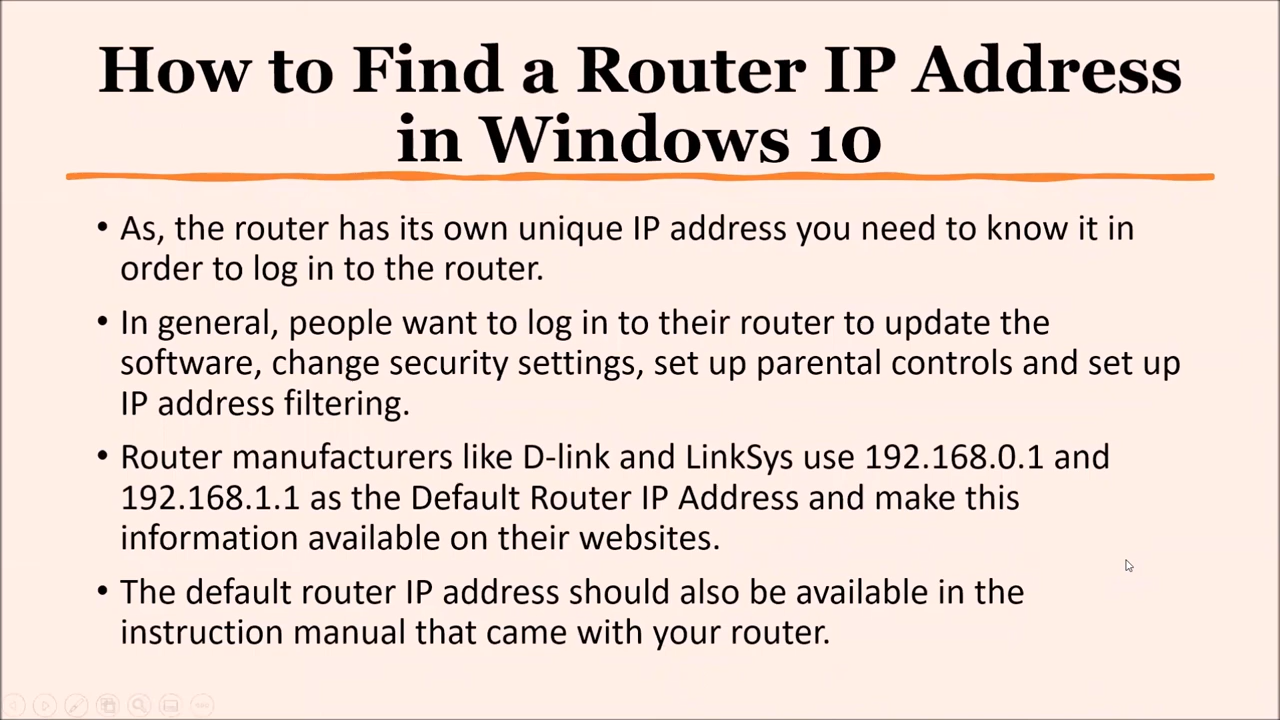 How to Find a Router IP Address
in Windows 10
• As, the router has its own unique IP address you need to know it in
order to log in to the router.
• In general, people want to log in to their router to update the
software, change security settings, set up parental controls and set up
IP address filtering.
• Router manufacturers like D-link and LinkSys use 192.168.0.1 and
192.168.1.1 as the Default Router IP Address and make this
information available on their websites.
• The default router IP address should also be available in the
instruction manual that came with your router.